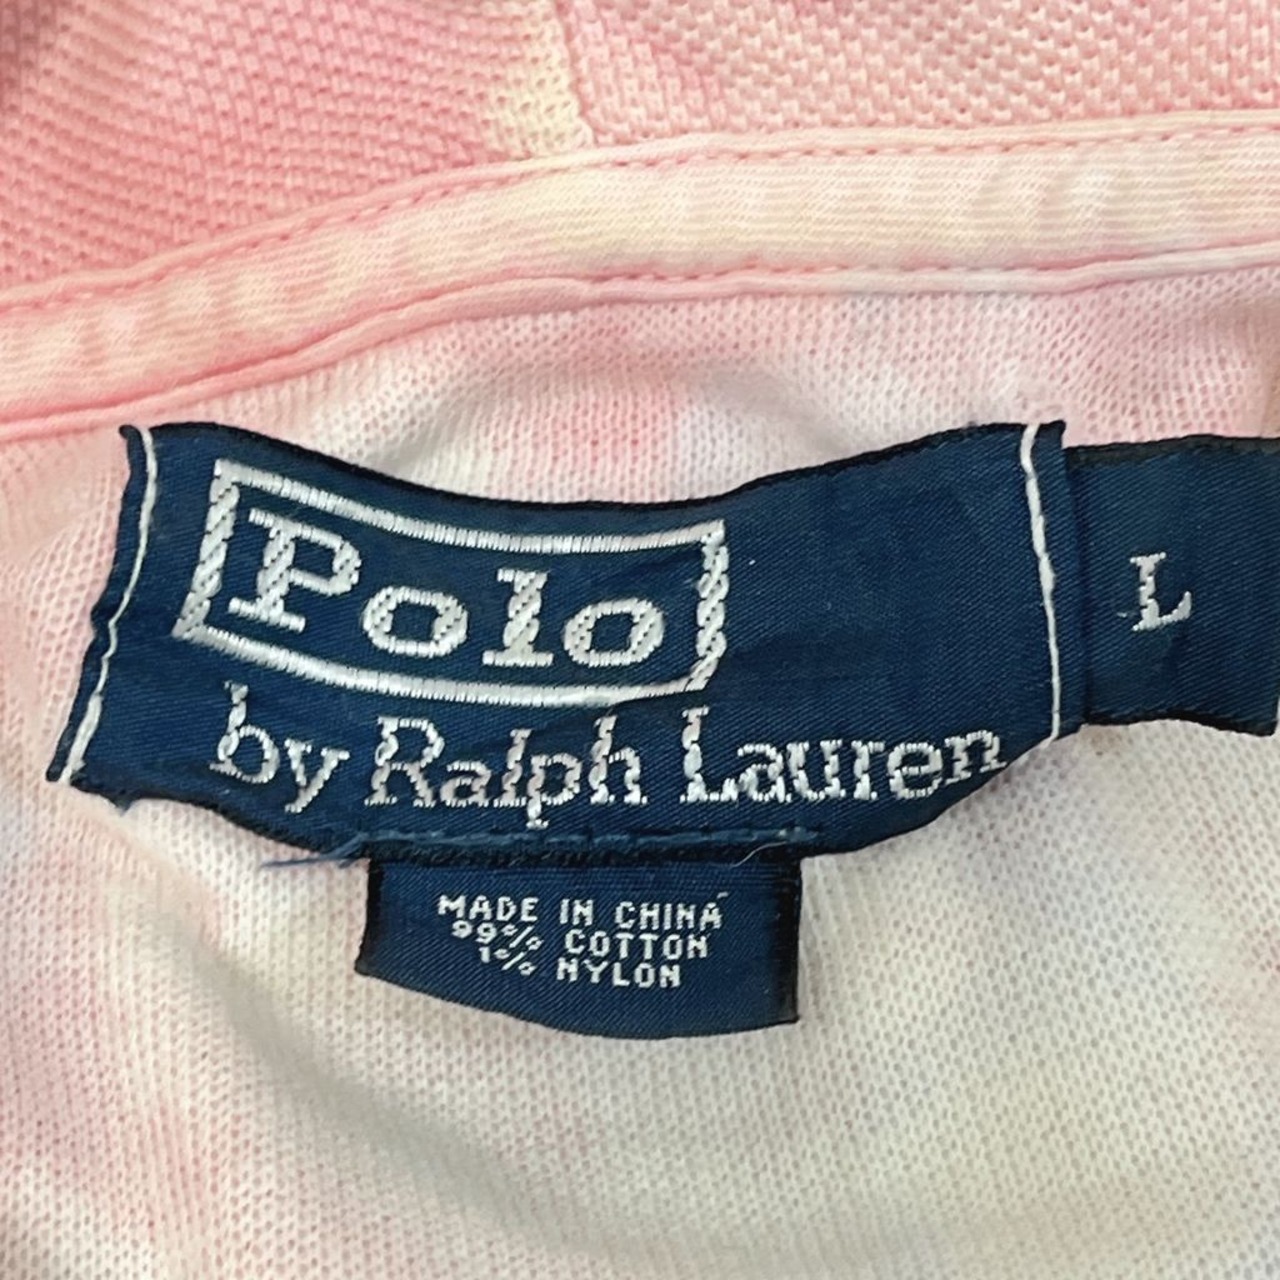 Polo
by Ralph Lauren
L
MADE IN CHINA
99% COTTON
1% NYLON